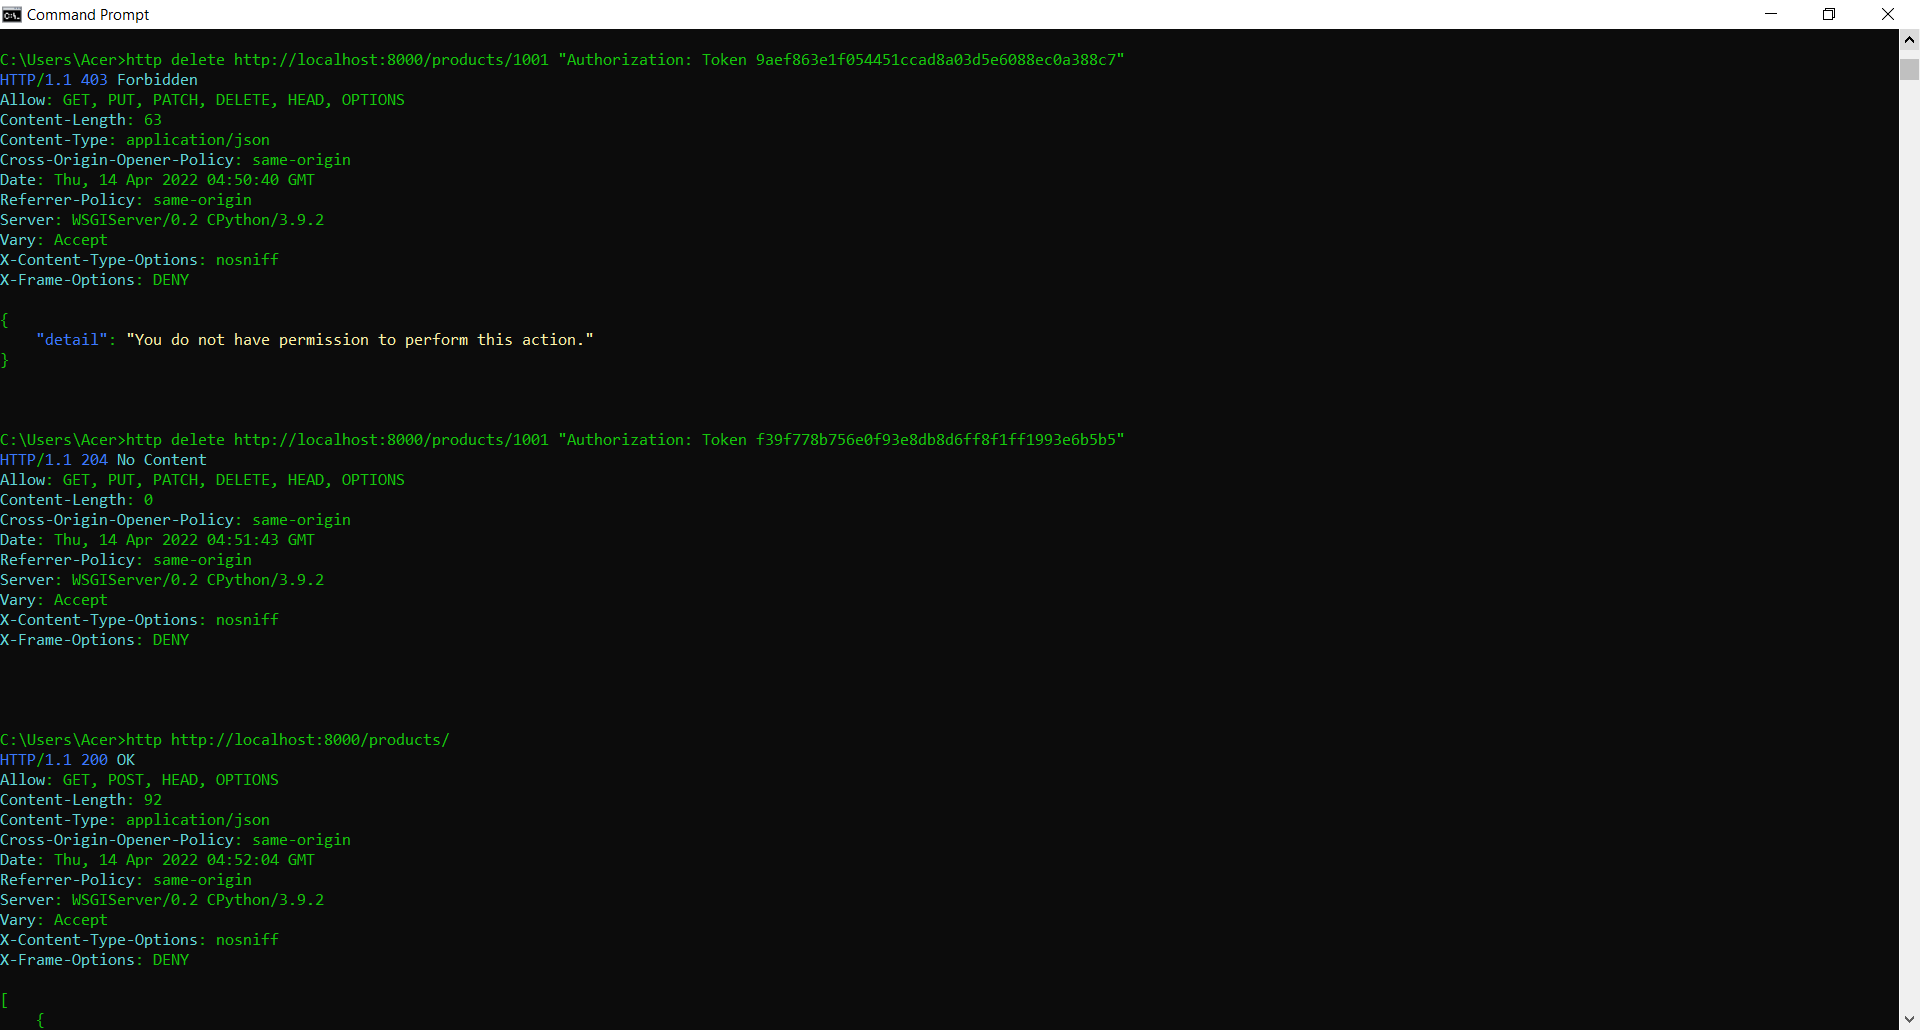 Command Prompt
C:\Users\Acer>http delete http://localhost:8000/products/1001 "Authorization: Token 9aef863e1f054451ccad8a03d5e6088ec0a388c7"
HTTP/1.1 403 Forbidden
Allow: GET, PUT, PATCH, DELETE, HEAD, OPTIONS
Content-Length: 63
Content-Type: application/json
Cross-Origin-Opener-Policy: same-origin
Date: Thu, 14 Apr 2022 04:50:40 GMT
Referrer-Policy: same-origin
Server: WSGIServer/0.2 CPython/3.9.2
Vary: Accept
X-Content-Type-Options: nosniff
X-Frame-Options: DENY
{
    "detail": "You do not have permission to perform this action."
}
C:\Users\Acer>http delete http://localhost:8000/products/1001 "Authorization: Token f39f778b756e0f93e8db8d6ff8f1ff1993e6b5b5"
HTTP/1.1 204 No Content
Allow: GET, PUT, PATCH, DELETE, HEAD, OPTIONS
Content-Length: 0
Cross-Origin-Opener-Policy: same-origin
Date: Thu, 14 Apr 2022 04:51:43 GMT
Referrer-Policy: same-origin
Server: WSGIServer/0.2 CPython/3.9.2
Vary: Accept
X-Content-Type-Options: nosniff
X-Frame-Options: DENY
C:\Users\Acer>http http://localhost:8000/products/
HTTP/1.1 200 OK
Allow: GET, POST, HEAD, OPTIONS
Content-Length: 92
Content-Type: application/json
Cross-Origin-Opener-Policy: same-origin
Date: Thu, 14 Apr 2022 04:52:04 GMT
Referrer-Policy: same-origin
Server: WSGIServer/0.2 CPython/3.9.2
Vary: Accept
X-Content-Type-Options: nosniff
X-Frame-Options: DENY
[
    {